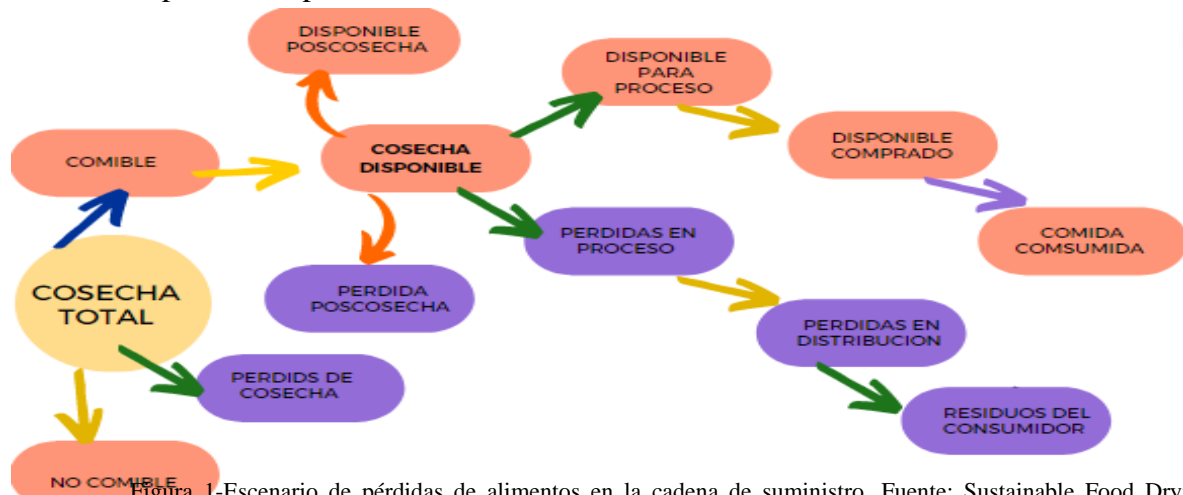 DISPONIBLE
POSCOSECHA
DISPONIBLE
PARA
PROCESO
COMIBLE
COSECHA
DISPONIBLE
DISPONIBLE
COMPRADO
COSECHA
TOTAL
PERDIDA
POSCOSECHA
PERDIDAS EN
PROCESO
COMIDA
COMSUMIDA
PERDIDS DE
COSECHA
PERDIDAS EN
DISTRIBUCION
RESIDUOS DEL
CONSUMIDOR
NO COMIBLE
Figura 1-Escenario de pérdidas de alimentos en la cadena de suministro. Fuente: Sustainable Food Dry